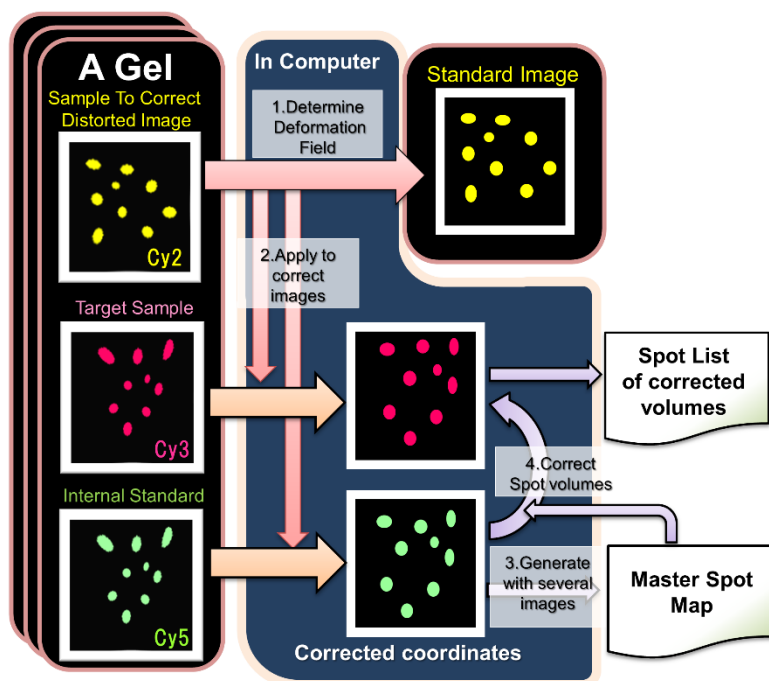 A Gel
Sample To Correct
Distorted Image
Cy2
Target Sample
Cy3
Internal Standard
Cy5
In Computer
1.Determine
Deformation
Field
2.Apply to
correct
images
Standard Image
4.Correct
Spot volumes
3.Generate
with several
images
Corrected coordinates
Spot List
of corrected
volumes
Master Spot
Map